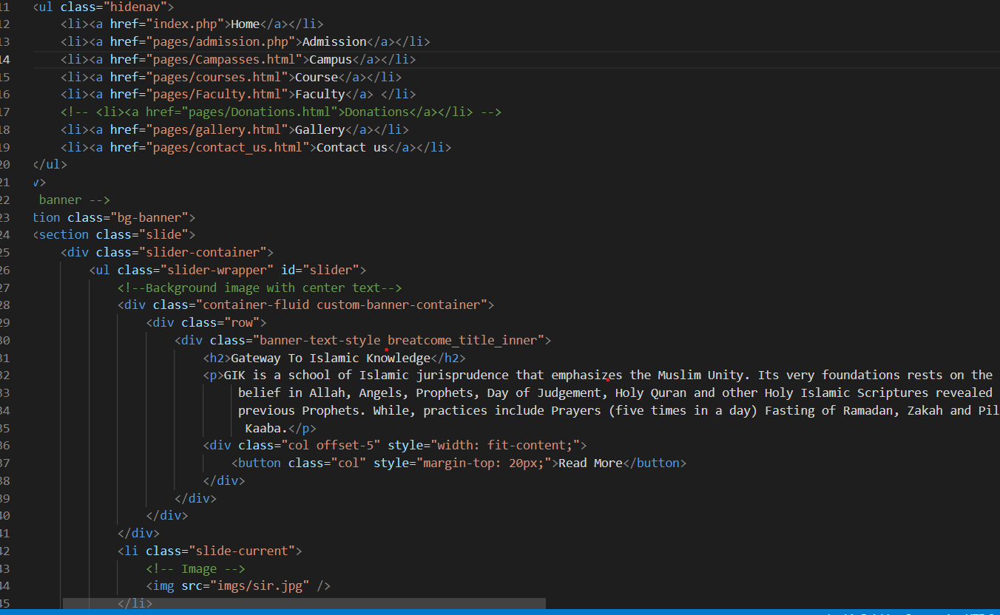 11 <ul class="hidenav">
12 <li><a href="index.php">Home</a></li>
13 <li><a href="pages/admission.php">Admission</a></li>
14 <li><a href="pages/Campasses.html">Campus</a></li>
15 <li><a href="pages/courses.html">Course</a></li>
16 <li><a href="pages/Faculty.html">Faculty</a> </li>
17 <!-- <li><a href="pages/Donations.html">Donations</a></li> -->
18 <li><a href="pages/gallery.html">Gallery</a></li>
19 <li><a href="pages/contact_us.html">Contact us</a></li>
20 </ul>
21 v>
22 banner -->
23 tion class="bg-banner">
24 <section class="slide">
25 <div class="slider-container">
26 <ul class="slider-wrapper" id="slider">
27 <!--Background image with center text-->
28 <div class="container-fluid custom-banner-container">
29 <div class="row">
30 <div class="banner-text-style breatcome_title_inner">
31 <h2>Gateway To Islamic Knowledge</h2>
32 <p>GIK is a school of Islamic jurisprudence that emphasizes the Muslim Unity. Its very foundations rests on the
33 belief in Allah, Angels, Prophets, Day of Judgement, Holy Quran and other Holy Islamic Scriptures revealed
34 previous Prophets. While, practices include Prayers (five times in a day) Fasting of Ramadan, Zakah and Pil
35 Kaaba.</p>
36 <div class="col offset-5" style="width: fit-content;">
37 <button class="col" style="margin-top: 20px;">Read More</button>
38 </div>
39 </div>
40 </div>
41 </div>
42 <li class="slide-current">
43 <!-- Image -->
44 <img src="imgs/sir.jpg" />
45 </li>